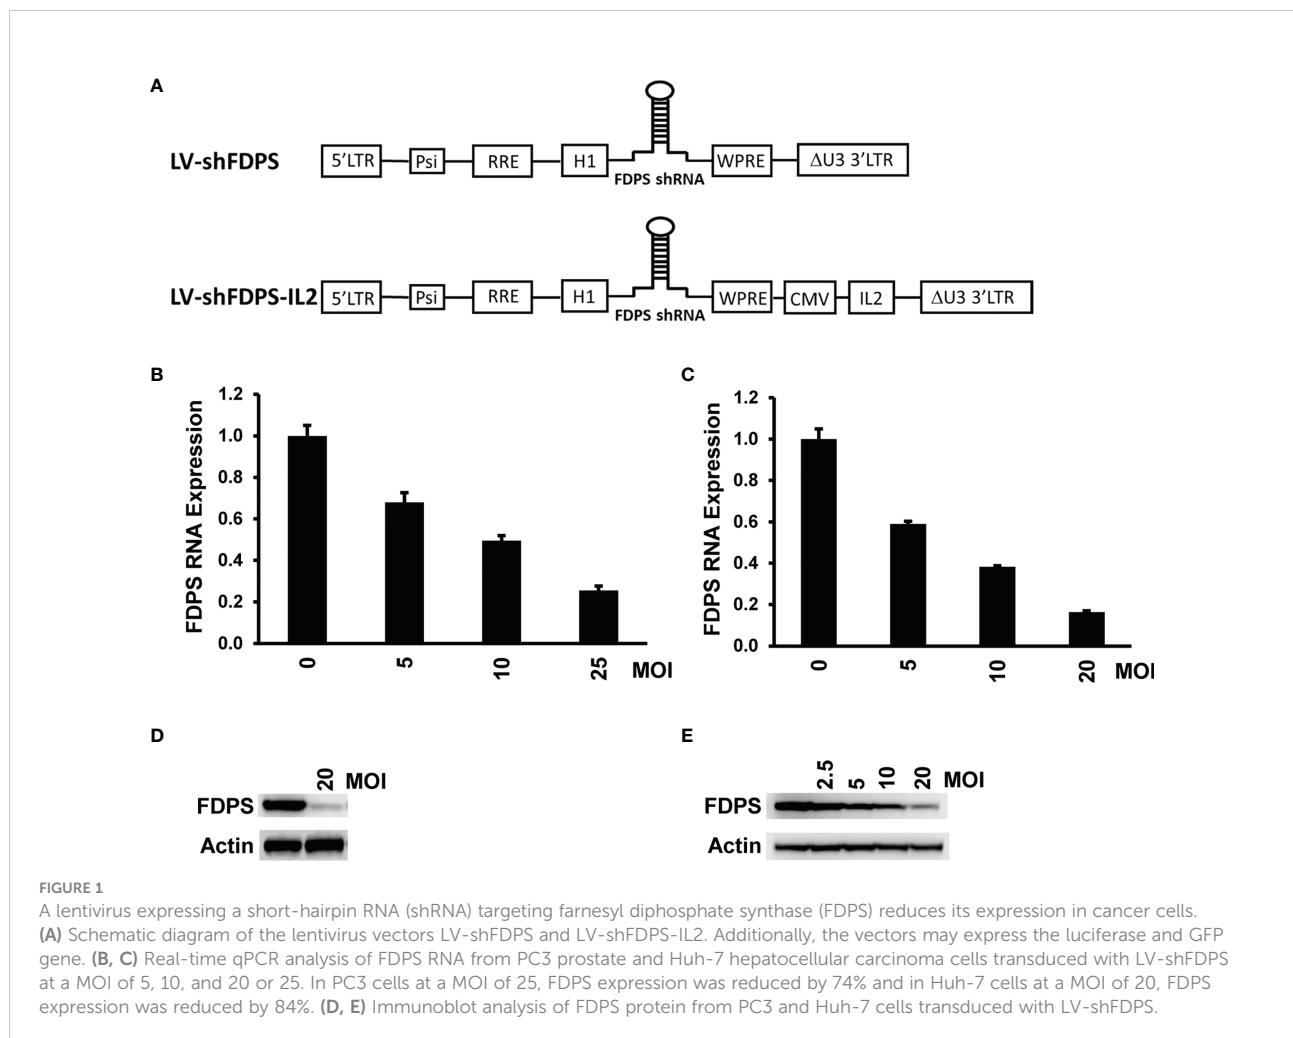 A
LV-shFDPS
5'LTR Psi RRE H1 FDPS shRNA WPRE ΔU3 3'LTR
LV-shFDPS-IL2
5'LTR Psi RRE H1 FDPS shRNA WPRE CMV IL2 ΔU3 3'LTR
B
FDPS RNA Expression
1.2
1.0
0.8
0.6
0.4
0.2
0.0
0 5 10 25 MOI
C
FDPS RNA Expression
1.2
1.0
0.8
0.6
0.4
0.2
0.0
0 5 10 20 MOI
D
20 MOI
FDPS
Actin
E
2.5 5 10 20 MOI
FDPS
Actin
FIGURE 1
A lentivirus expressing a short-hairpin RNA (shRNA) targeting farnesyl diphosphate synthase (FDPS) reduces its expression in cancer cells.
(A) Schematic diagram of the lentivirus vectors LV-shFDPS and LV-shFDPS-IL2. Additionally, the vectors may express the luciferase and GFP
gene. (B, C) Real-time qPCR analysis of FDPS RNA from PC3 prostate and Huh-7 hepatocellular carcinoma cells transduced with LV-shFDPS
at a MOI of 5, 10, and 20 or 25. In PC3 cells at a MOI of 25, FDPS expression was reduced by 74% and in Huh-7 cells at a MOI of 20, FDPS
expression was reduced by 84%. (D, E) Immunoblot analysis of FDPS protein from PC3 and Huh-7 cells transduced with LV-shFDPS.